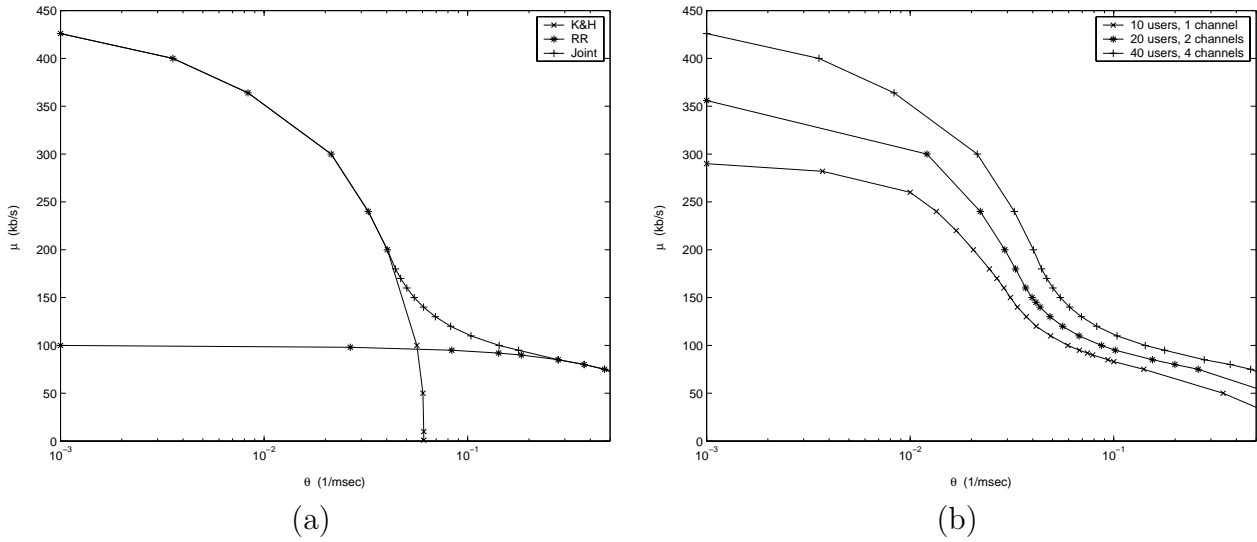 450
400
350
300
250
200
150
100
50
0
μ (kb/s)
10⁻³
10⁻²
10⁻¹
θ (1/msec)
K&H
RR
Joint
(a)
450
400
350
300
250
200
150
100
50
0
μ (kb/s)
10⁻³
10⁻²
10⁻¹
θ (1/msec)
10 users, 1 channel
20 users, 2 channels
40 users, 4 channels
(b)